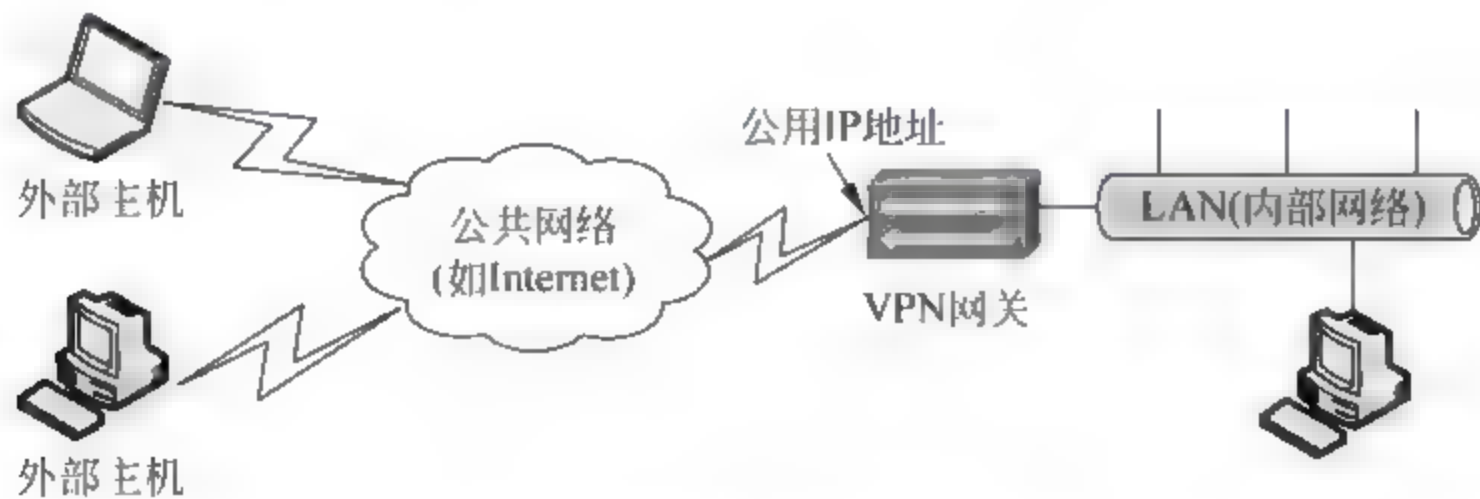 外部主机
公共网络
(如Internet)
公用IP地址
VPN网关
LAN(内部网络)
外部主机